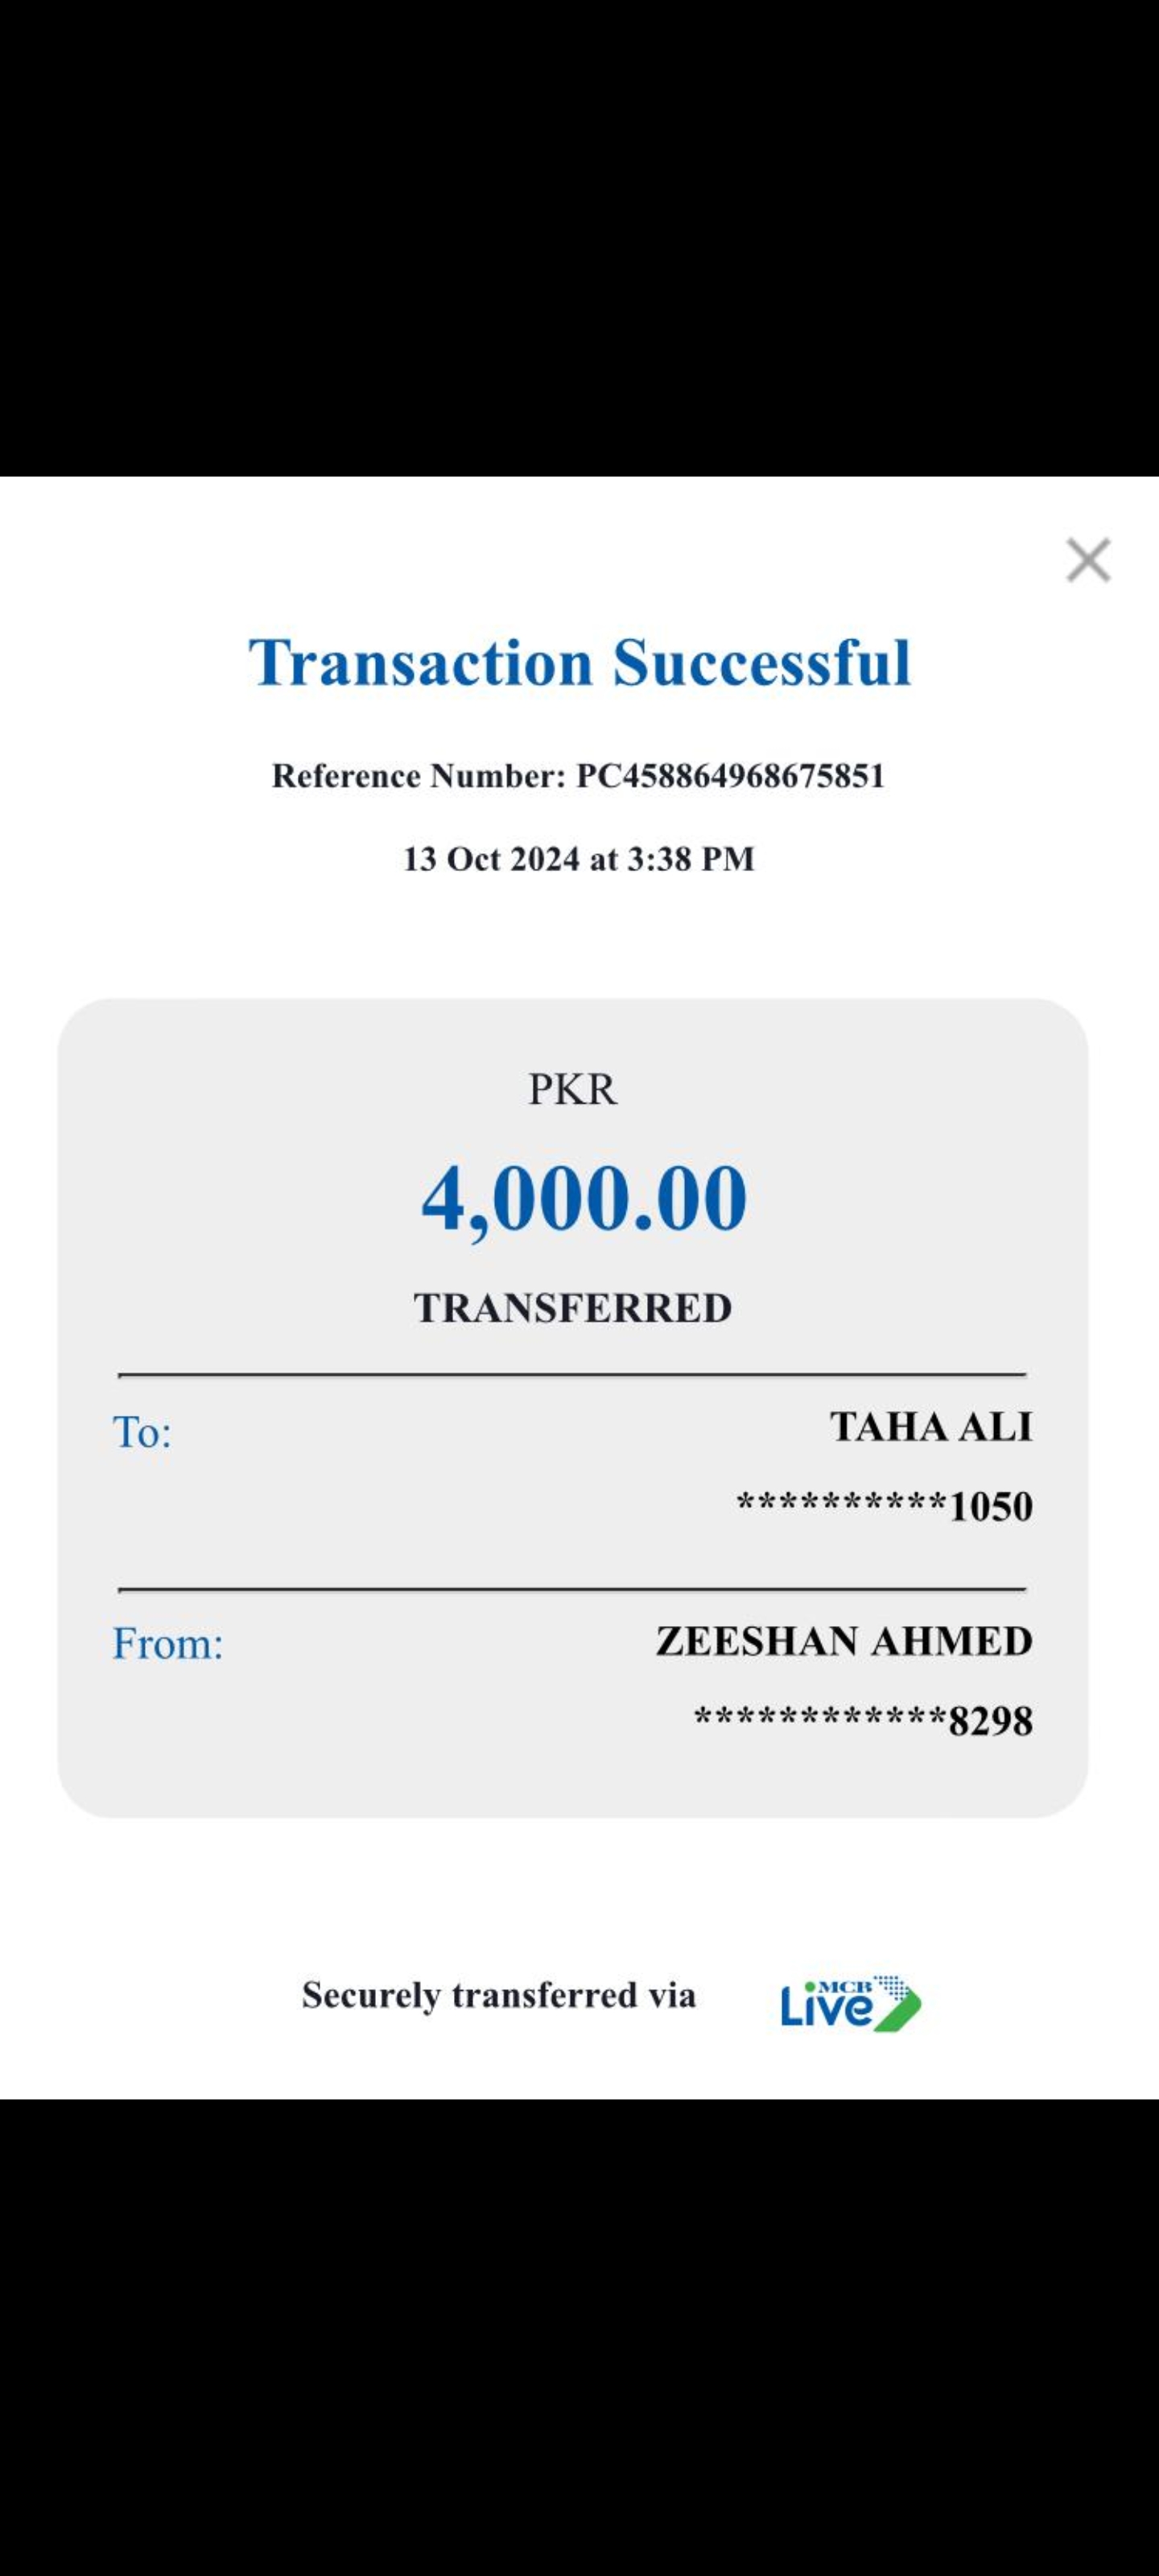 Transaction Successful
Reference Number: PC458864968675851
13 Oct 2024 at 3:38 PM
PKR
4,000.00
TRANSFERRED
To:
TAHA ALI
**********1050
From:
ZEESHAN AHMED
************8298
Securely transferred via
MCB
Live